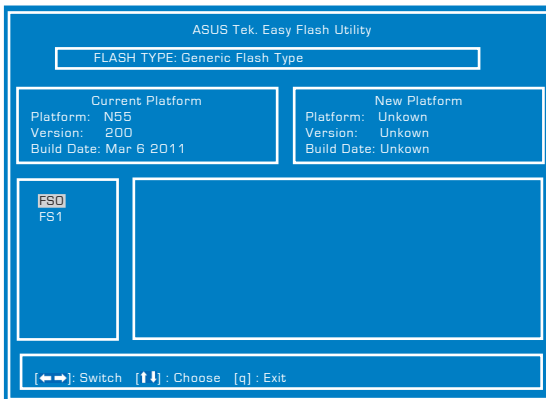 ASUS Tek. Easy Flash Utility
FLASH TYPE: Generic Flash Type
Current Platform
Platform: N55
Version: 200
Build Date: Mar 6 2011
New Platform
Platform: Unkown
Version: Unkown
Build Date: Unkown
FS0
FS1
[←→]: Switch [↑↓] : Choose [q] : Exit